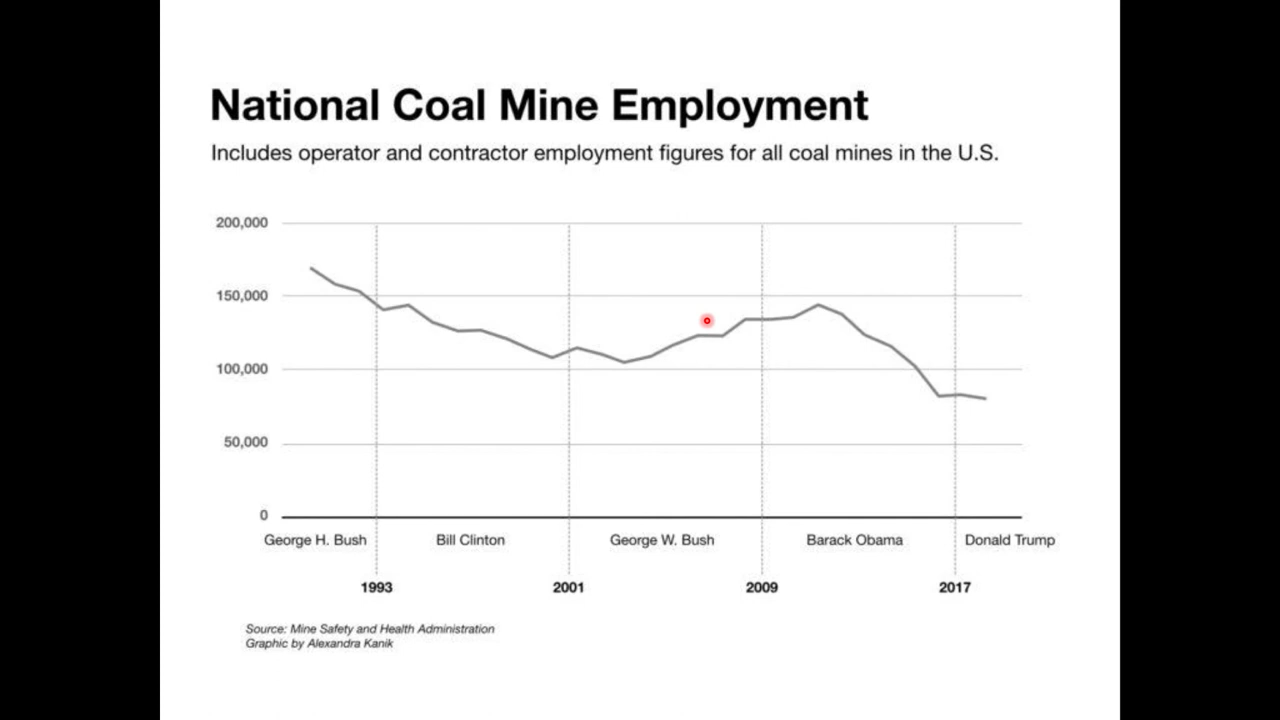 National Coal Mine Employment
Includes operator and contractor employment figures for all coal mines in the U.S.
200,000
150,000
100,000
50,000
0
George H. Bush Bill Clinton George W. Bush Barack Obama Donald Trump
1993 2001 2009 2017
Source: Mine Safety and Health Administration
Graphic by Alexandra Kanik